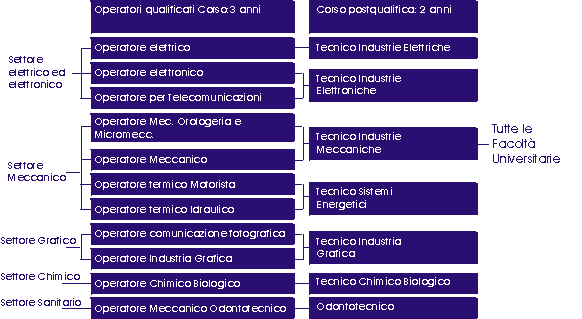 Operatori qualificati Corso: 3 anni
Corso postqualifica: 2 anni
Settore
elettrico ed
elettronico
Operatore elettrico
Tecnico Industrie Elettriche
Operatore elettronico
Operatore per Telecomunicazioni
Tecnico Industrie
Elettroniche
Settore
Meccanico
Operatore Mec. Orologeria e
Micromecc.
Operatore Meccanico
Tecnico Industrie
Meccaniche
Operatore termico Motorista
Operatore termico Idraulico
Tecnico Sistemi
Energetici
Settore Grafico
Operatore comunicazione fotografica
Operatore Industria Grafica
Tecnico Industria
Grafica
Settore Chimico
Operatore Chimico Biologico
Tecnico Chimico Biologico
Settore Sanitario
Operatore Meccanico Odontotecnico
Odontotecnico
Tutte le
Facoltà
Universitarie